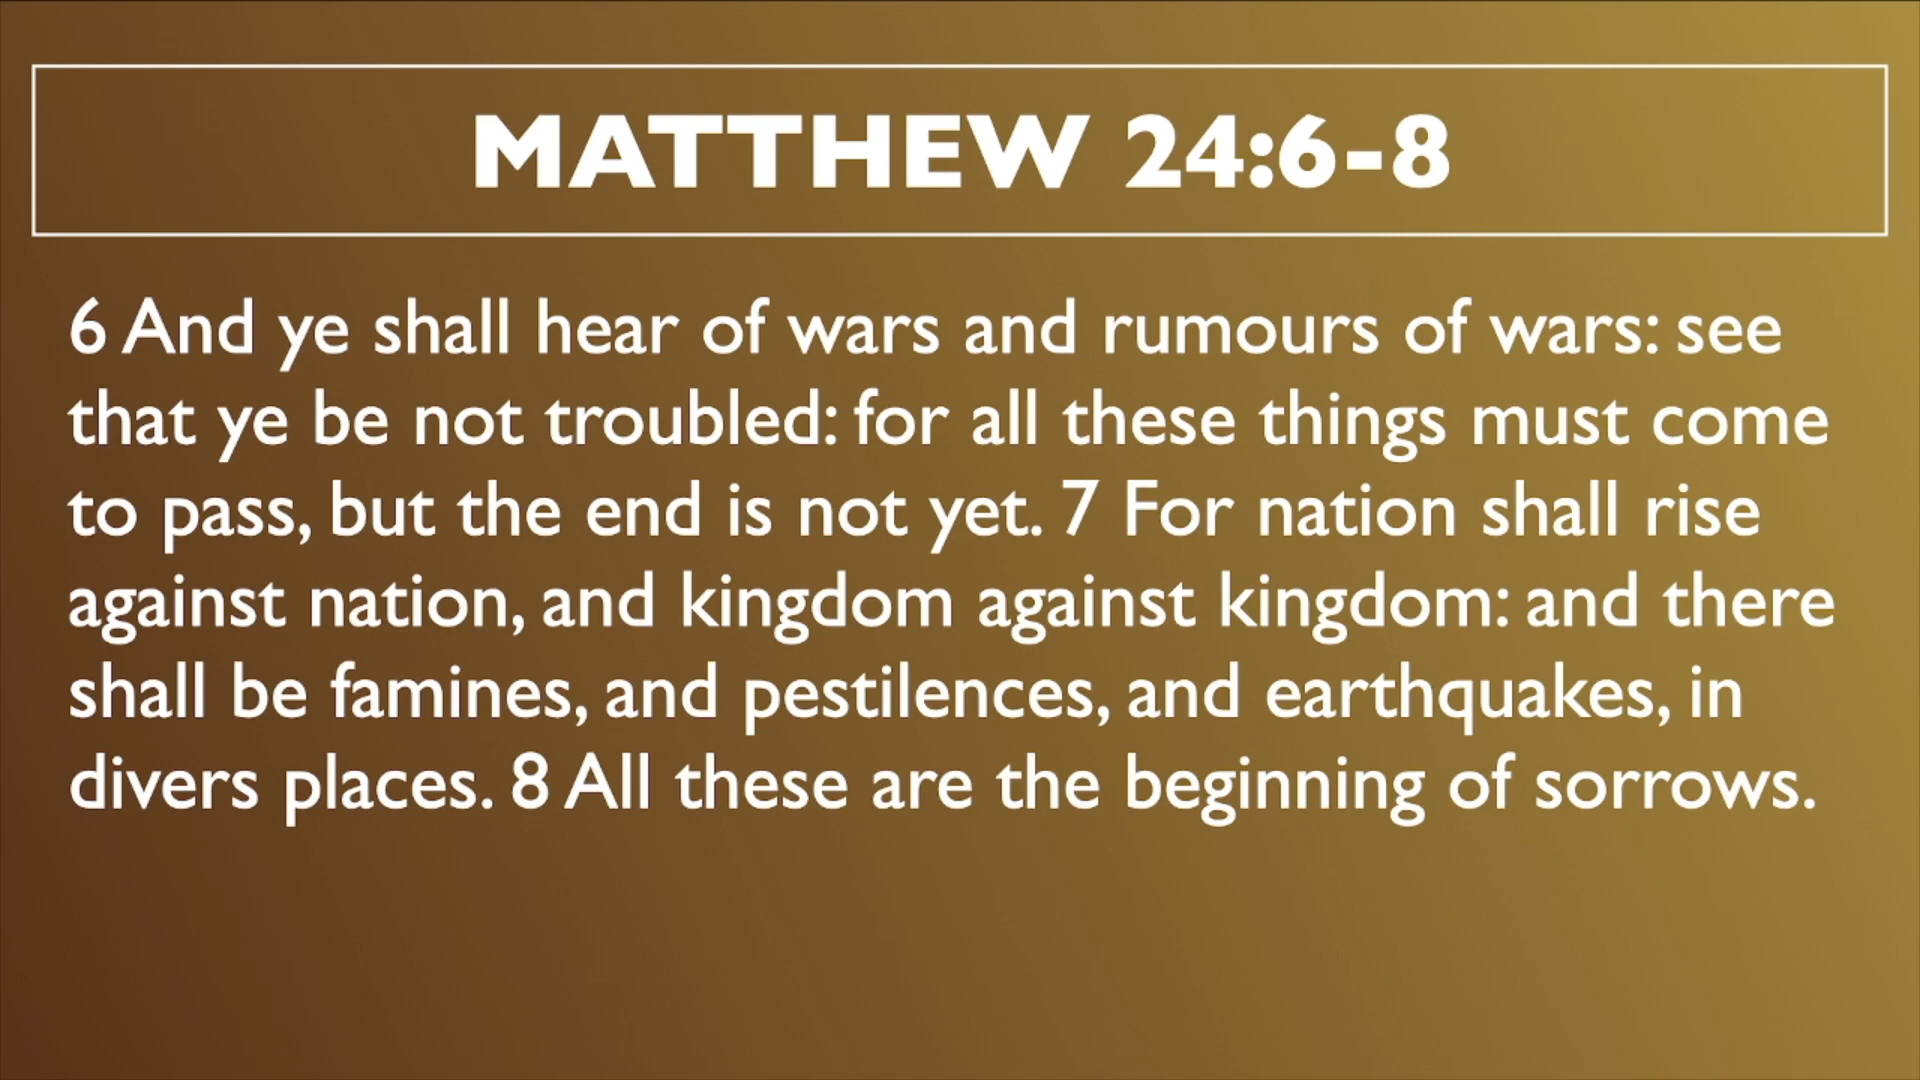 MATTHEW 24:6-8
6 And ye shall hear of wars and rumours of wars: see
that ye be not troubled: for all these things must come
to pass, but the end is not yet. 7 For nation shall rise
against nation, and kingdom against kingdom: and there
shall be famines, and pestilences, and earthquakes, in
divers places. 8 All these are the beginning of sorrows.